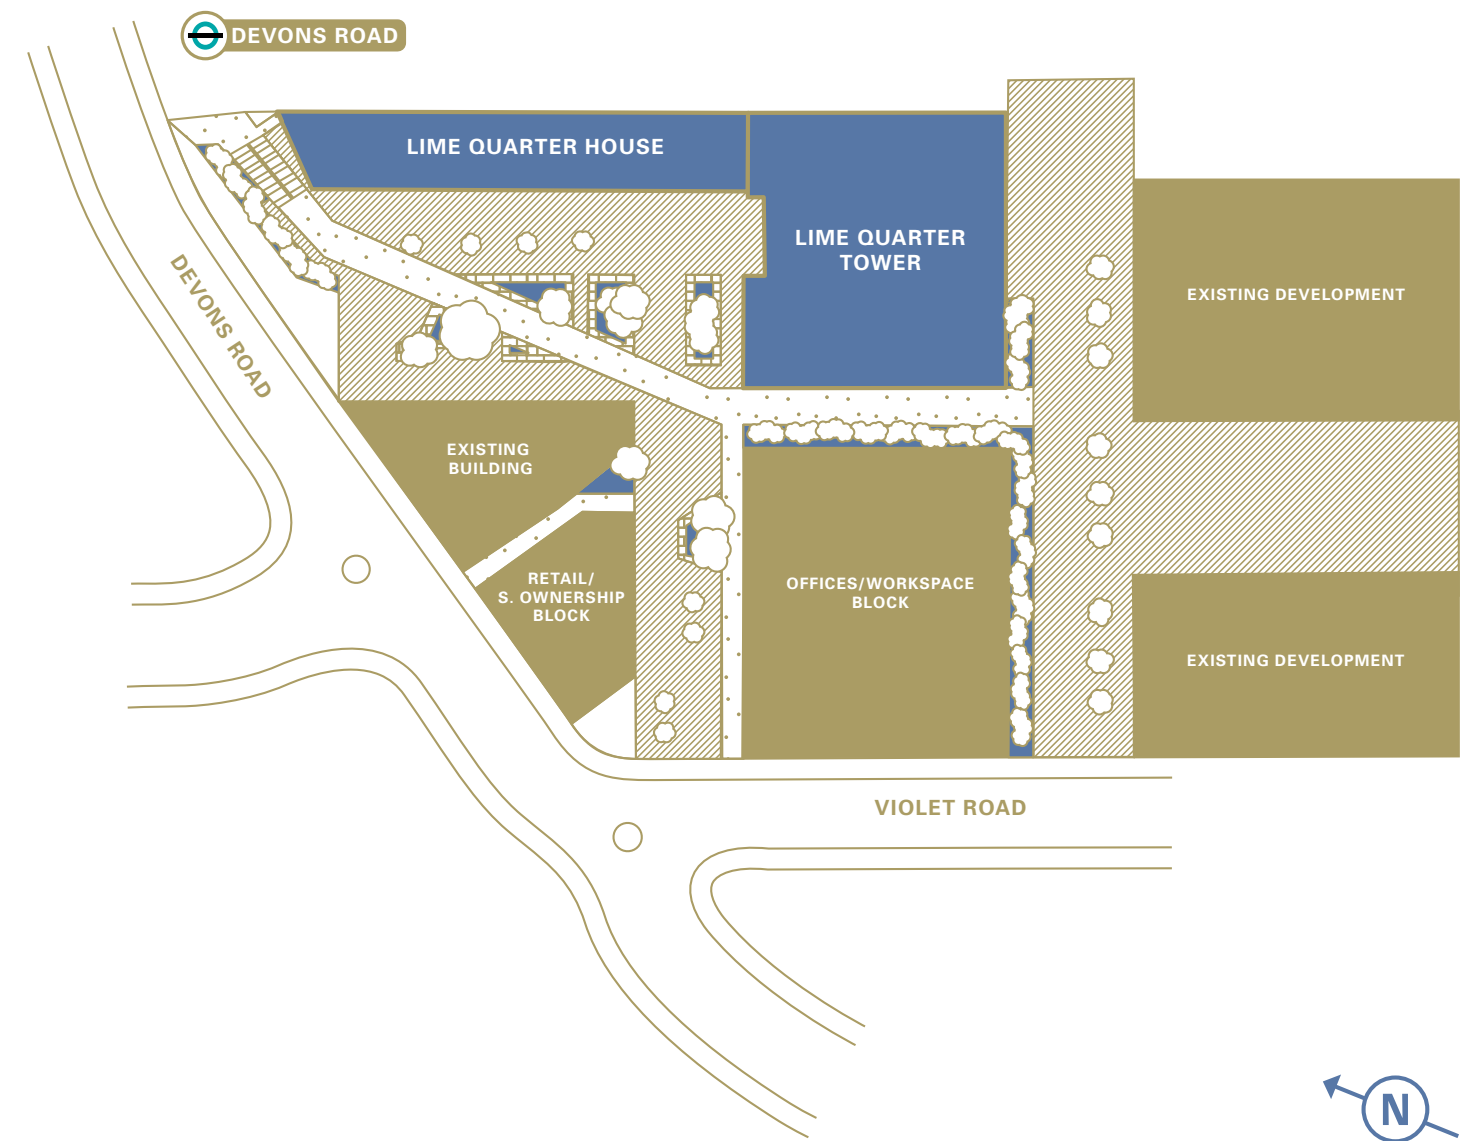 DEVONS ROAD
LIME QUARTER HOUSE
LIME QUARTER
TOWER
DEVONS ROAD
EXISTING DEVELOPMENT
EXISTING
BUILDING
RETAIL/
S. OWNERSHIP
BLOCK
OFFICES/WORKSPACE
BLOCK
EXISTING DEVELOPMENT
VIOLET ROAD
N